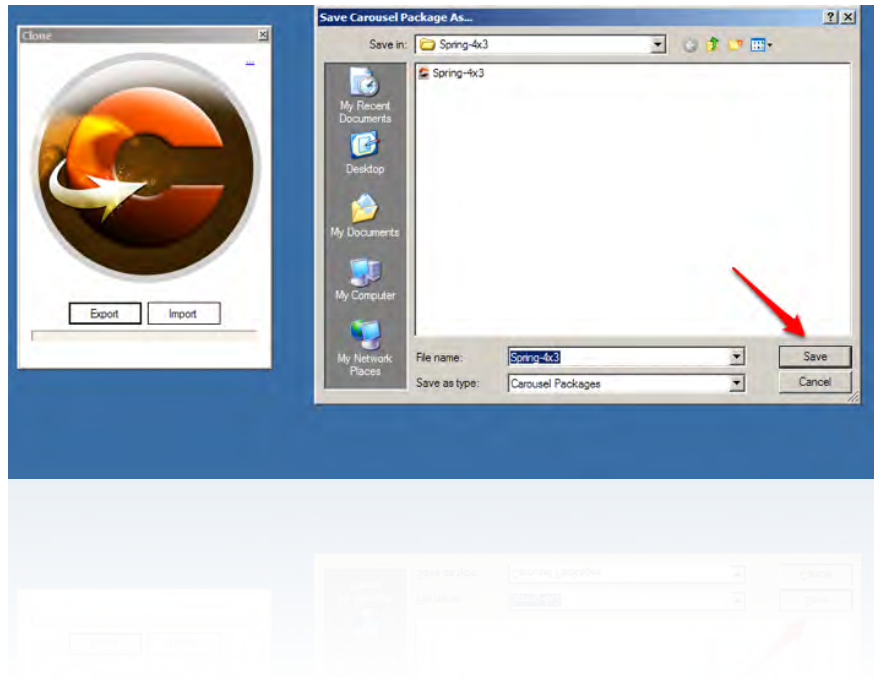 Clone
...
Export
Import
Save Carousel Package As...
Save in:
Spring-4x3
Spring-4x3
My Recent
Documents
Desktop
My Documents
My Computer
My Network
Places
File name:
Spring-4x3
Save
Save as type:
Carousel Packages
Cancel